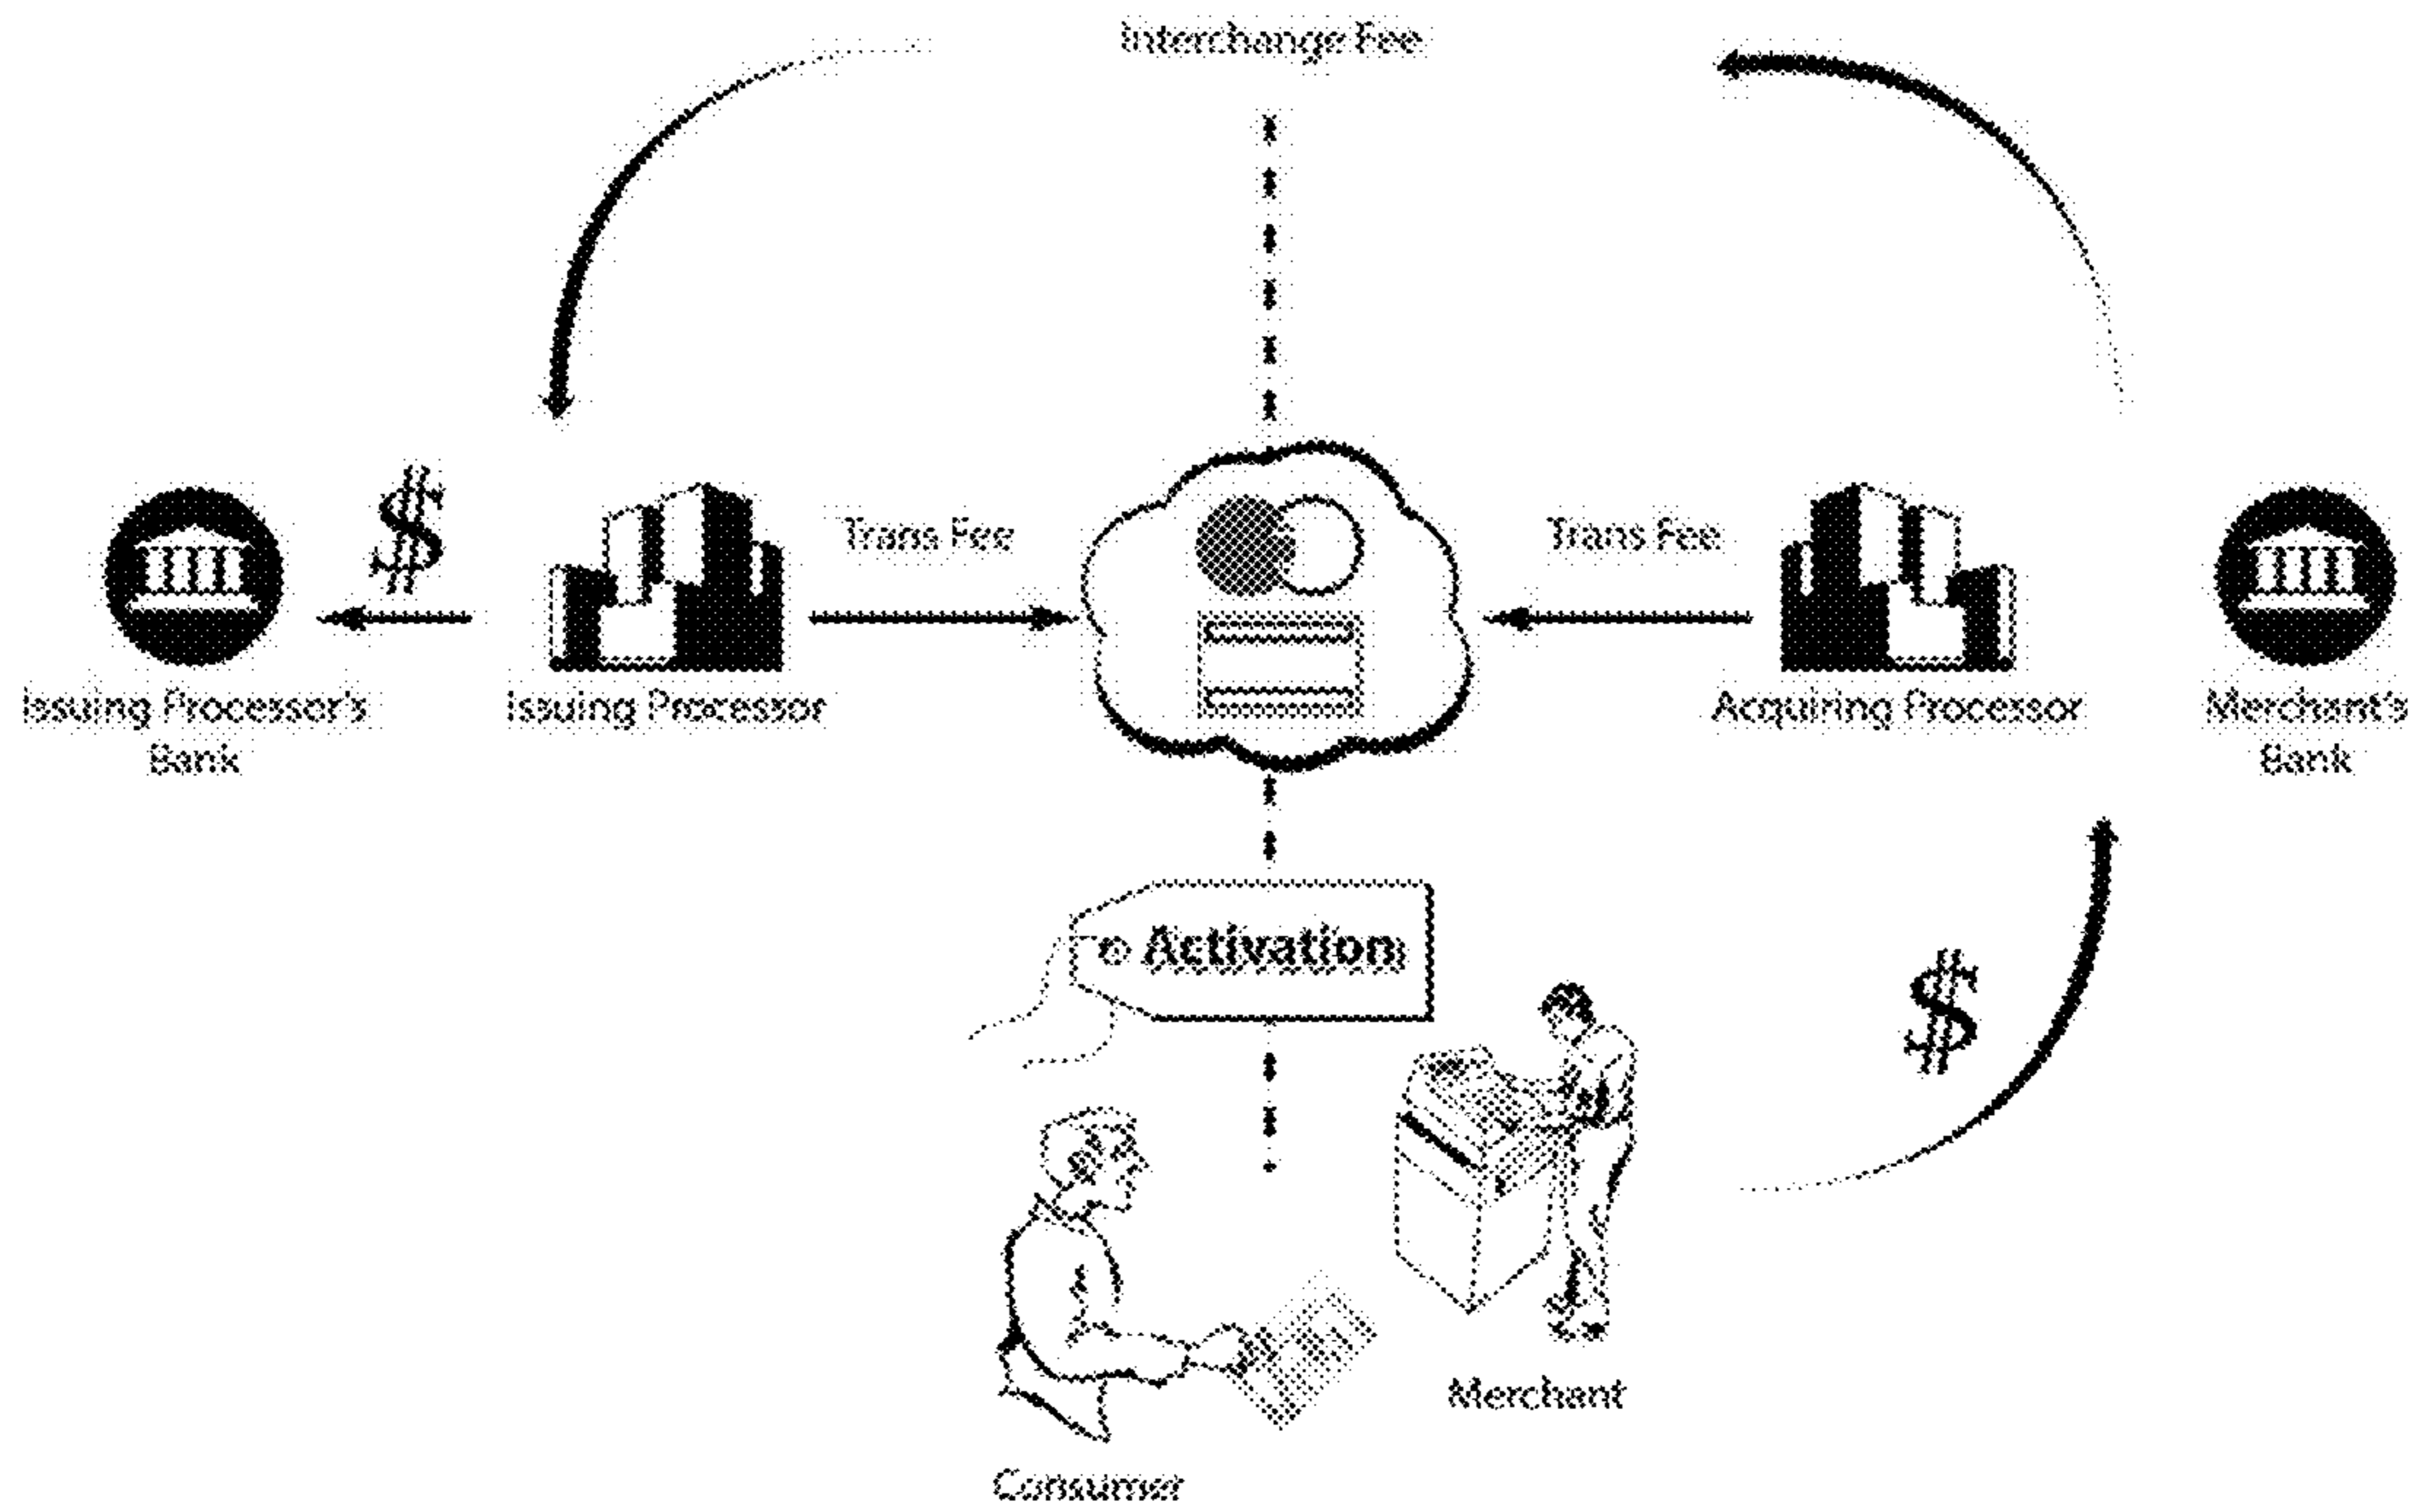 Interchange Fee
$
Trans Fee
Trans Fee
Issuing Processor's
Bank
Issuing Processor
Acquiring Processor
Merchant's
Bank
Activation
$
Merchant
Consumer